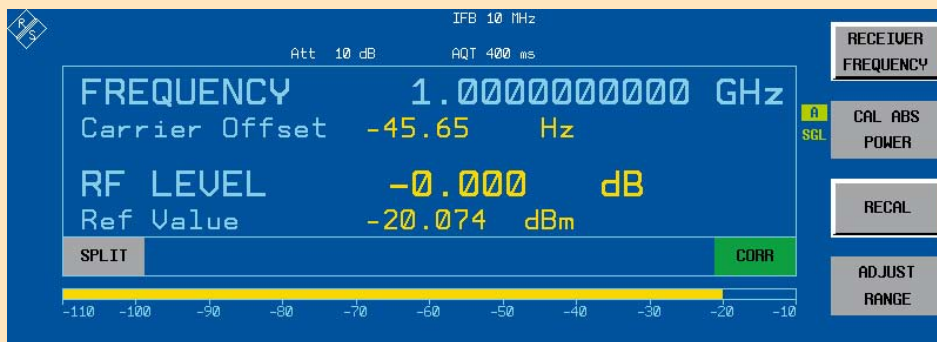 R/S
IFB 10 MHz
Att 10 dB AQT 400 ms
FREQUENCY 1.0000000000 GHz
Carrier Offset -45.65 Hz
RF LEVEL -0.000 dB
Ref Value -20.074 dBm
SPLIT CORR
-110 -100 -90 -80 -70 -60 -50 -40 -30 -20 -10
A
SGL
RECEIVER
FREQUENCY
CAL ABS
POWER
RECAL
ADJUST
RANGE